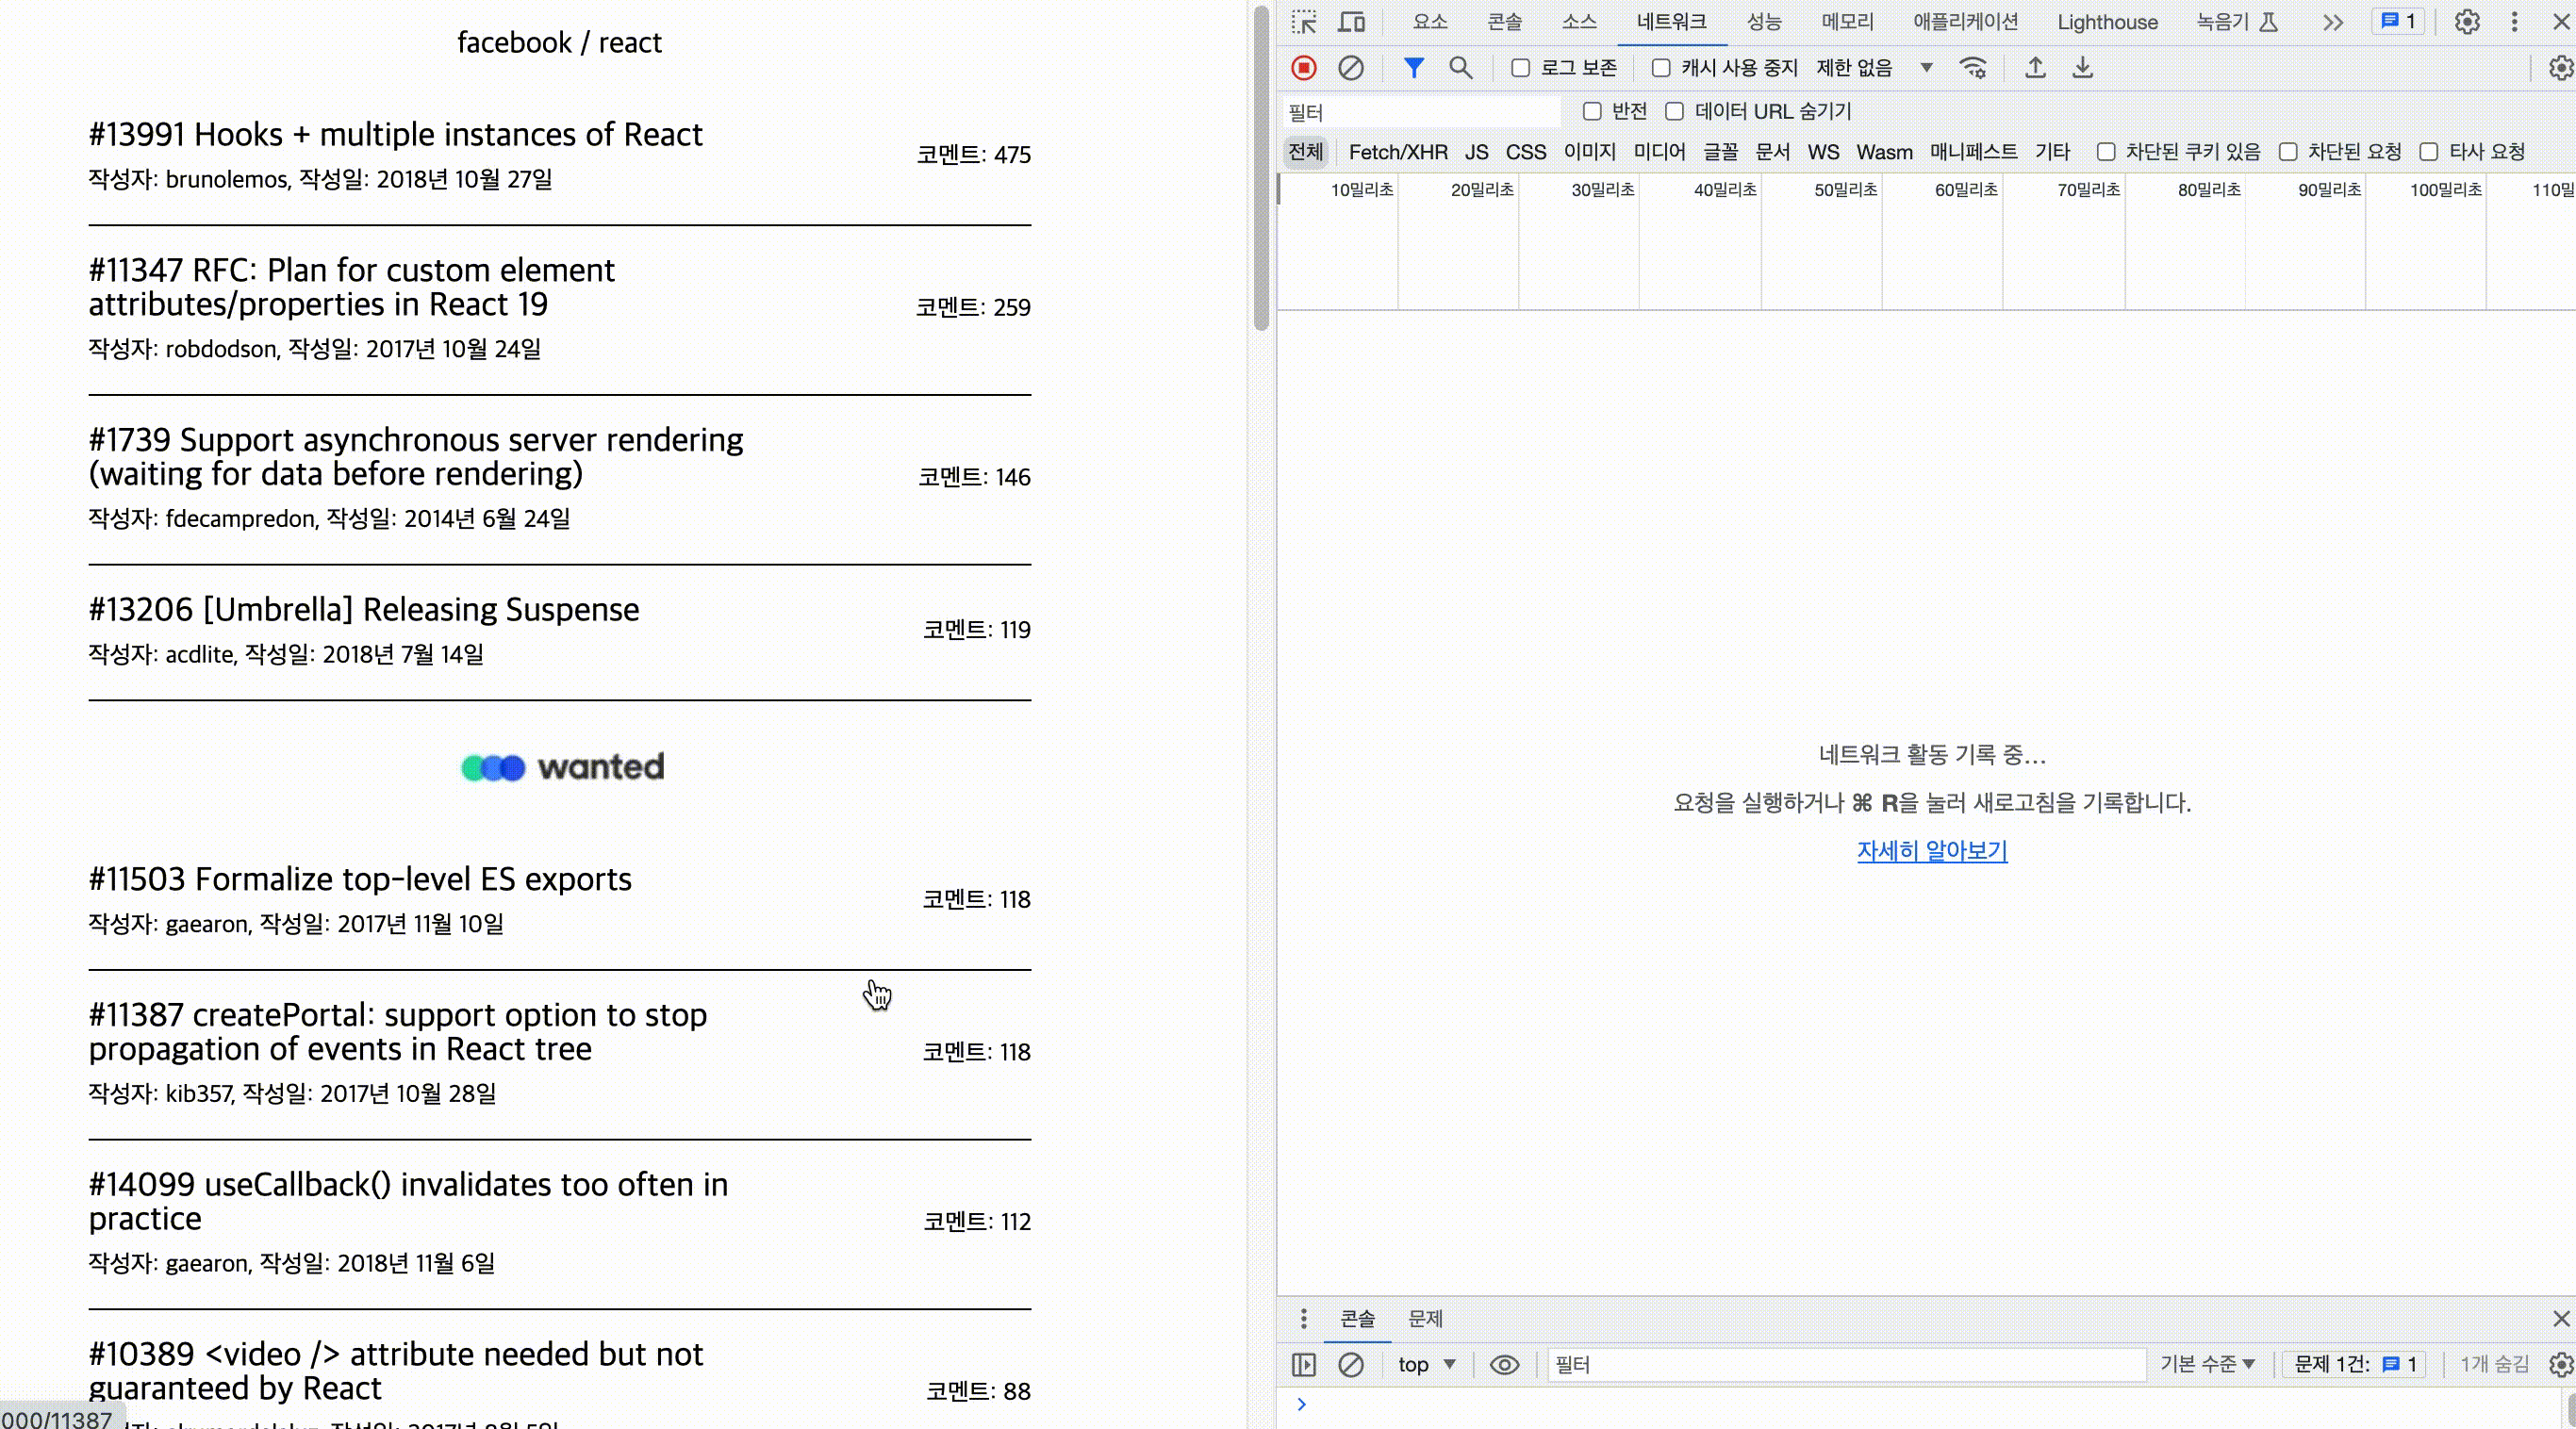 facebook / react
#13991 Hooks + multiple instances of React
작성자: brunolemos, 작성일: 2018년 10월 27일
코멘트: 475
#11347 RFC: Plan for custom element
attributes/properties in React 19
작성자: robdodson, 작성일: 2017년 10월 24일
코멘트: 259
#1739 Support asynchronous server rendering
(waiting for data before rendering)
작성자: fdecampredon, 작성일: 2014년 6월 24일
코멘트: 146
#13206 [Umbrella] Releasing Suspense
작성자: acdlite, 작성일: 2018년 7월 14일
코멘트: 119
wanted
#11503 Formalize top-level ES exports
작성자: gaearon, 작성일: 2017년 11월 10일
코멘트: 118
#11387 createPortal: support option to stop
propagation of events in React tree
작성자: kib357, 작성일: 2017년 10월 28일
코멘트: 118
#14099 useCallback() invalidates too often in
practice
작성자: gaearon, 작성일: 2018년 11월 6일
코멘트: 112
#10389 <video /> attribute needed but not
guaranteed by React
코멘트: 88
000/11387
요소 콘솔 소스 네트워크 성능 메모리 애플리케이션 Lighthouse 녹음기 1
로그 보존 캐시 사용 중지 제한 없음
필터 반전 데이터 URL 숨기기
전체 Fetch/XHR JS CSS 이미지 미디어 글꼴 문서 WS Wasm 매니페스트 기타 차단된 쿠키 있음 차단된 요청 타사 요청
10밀리초 20밀리초 30밀리초 40밀리초 50밀리초 60밀리초 70밀리초 80밀리초 90밀리초 100밀리초 110밀
네트워크 활동 기록 중...
요청을 실행하거나 ⌘ R을 눌러 새로고침을 기록합니다.
자세히 알아보기
콘솔 문제
top 필터 기본 수준 문제 1건: 1 1개 숨김